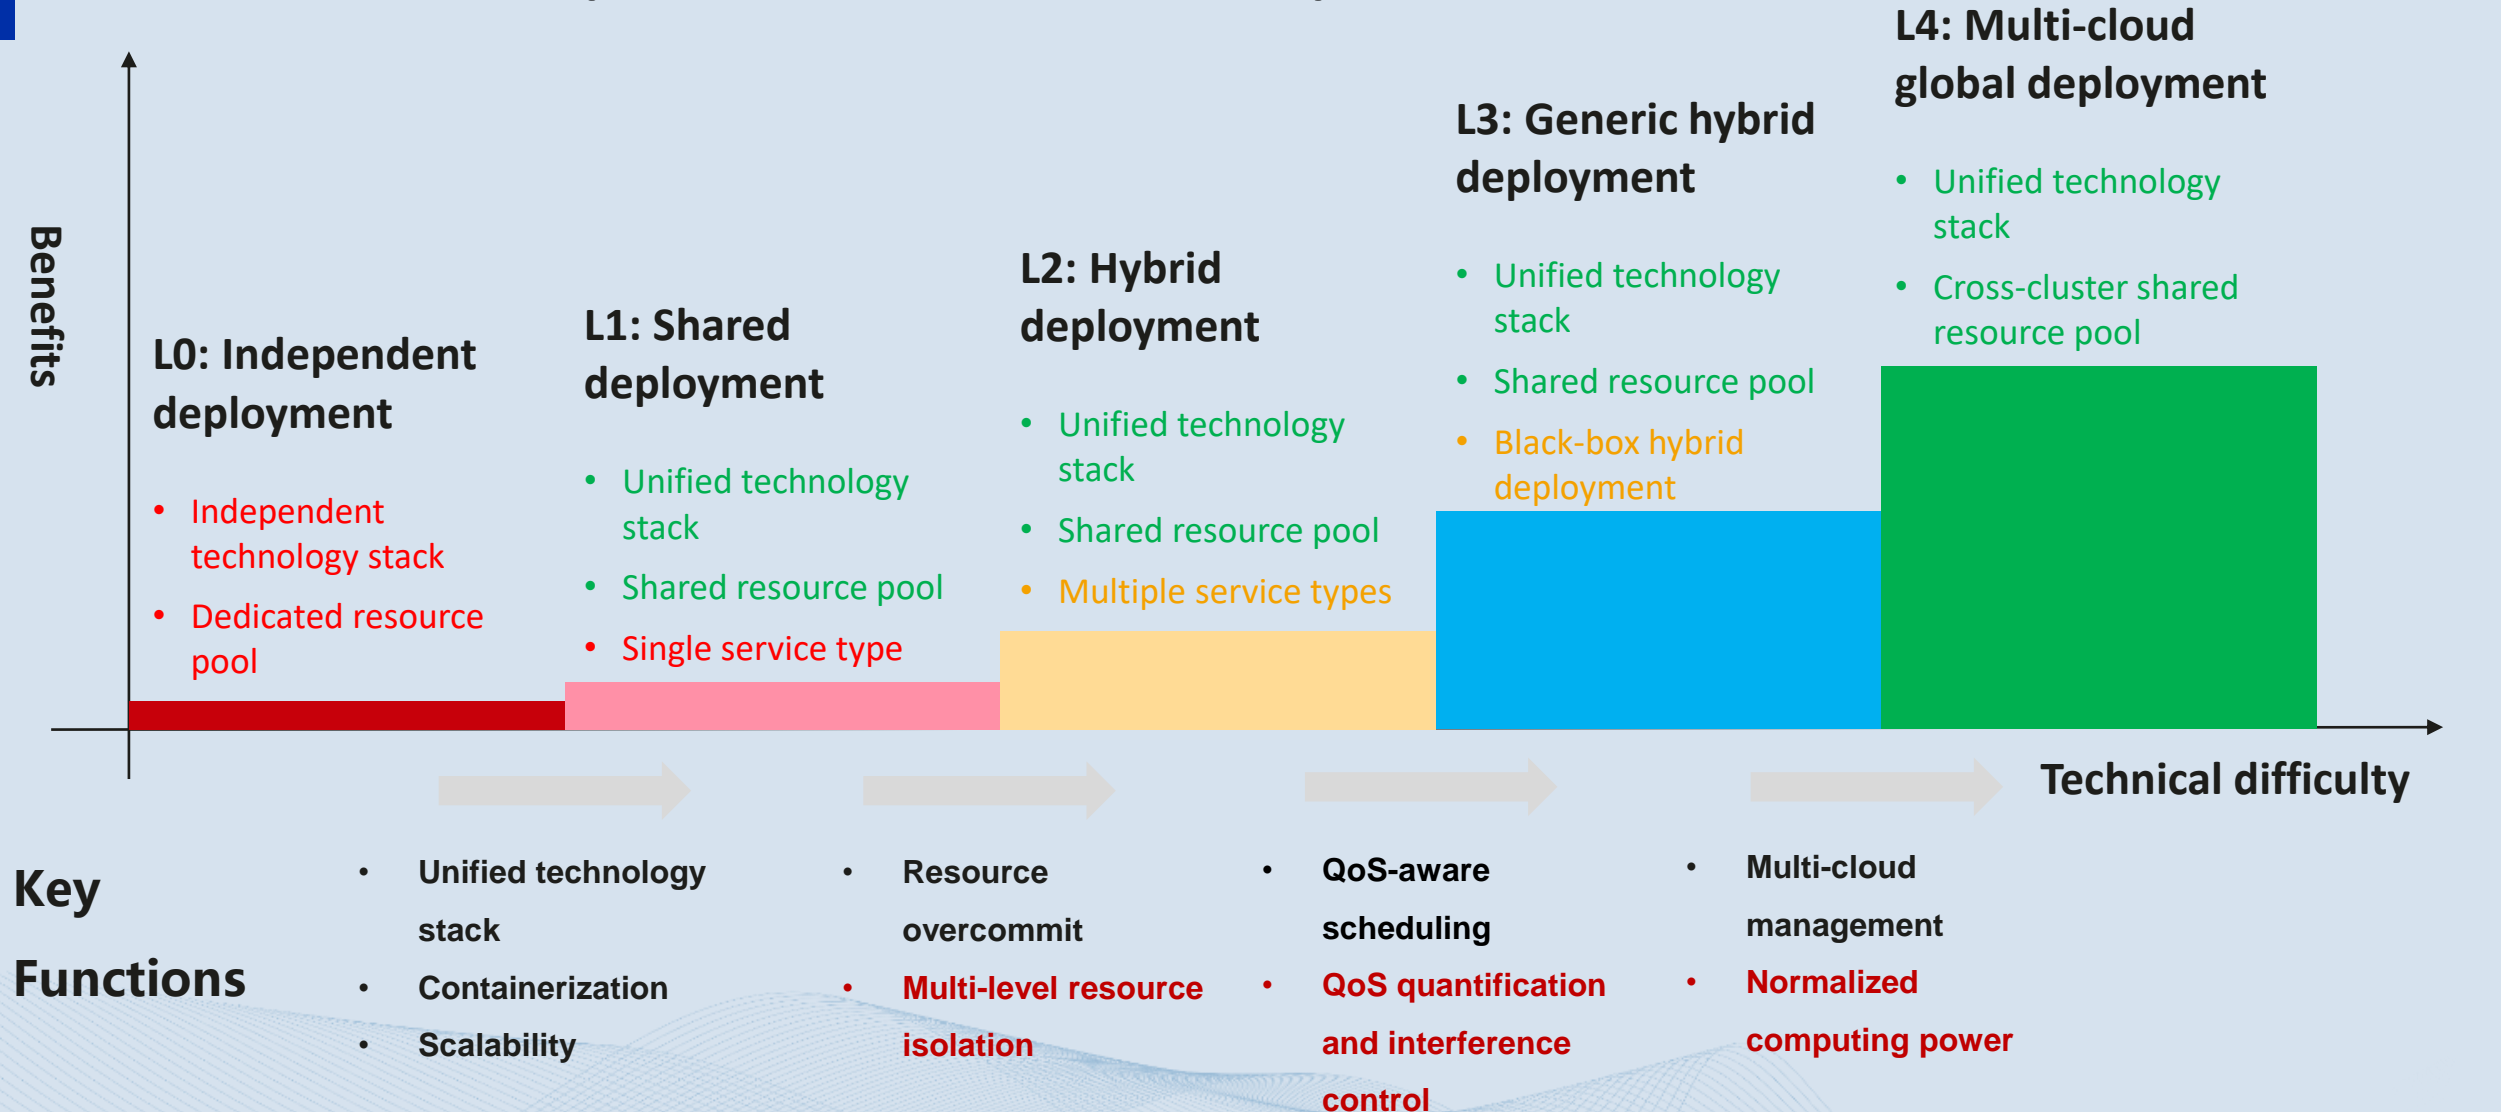 Benefits
L0: Independent
deployment
• Independent
technology stack
• Dedicated resource
pool
L1: Shared
deployment
• Unified technology
stack
• Shared resource pool
• Single service type
L2: Hybrid
deployment
• Unified technology
stack
• Shared resource pool
• Multiple service types
L3: Generic hybrid
deployment
• Unified technology
stack
• Shared resource pool
• Black-box hybrid
deployment
L4: Multi-cloud
global deployment
• Unified technology
stack
• Cross-cluster shared
resource pool
Technical difficulty
Key
Functions
• Unified technology
stack
• Containerization
• Scalability
• Resource
overcommit
• Multi-level resource
isolation
• QoS-aware
scheduling
• QoS quantification
and interference
control
• Multi-cloud
management
• Normalized
computing power